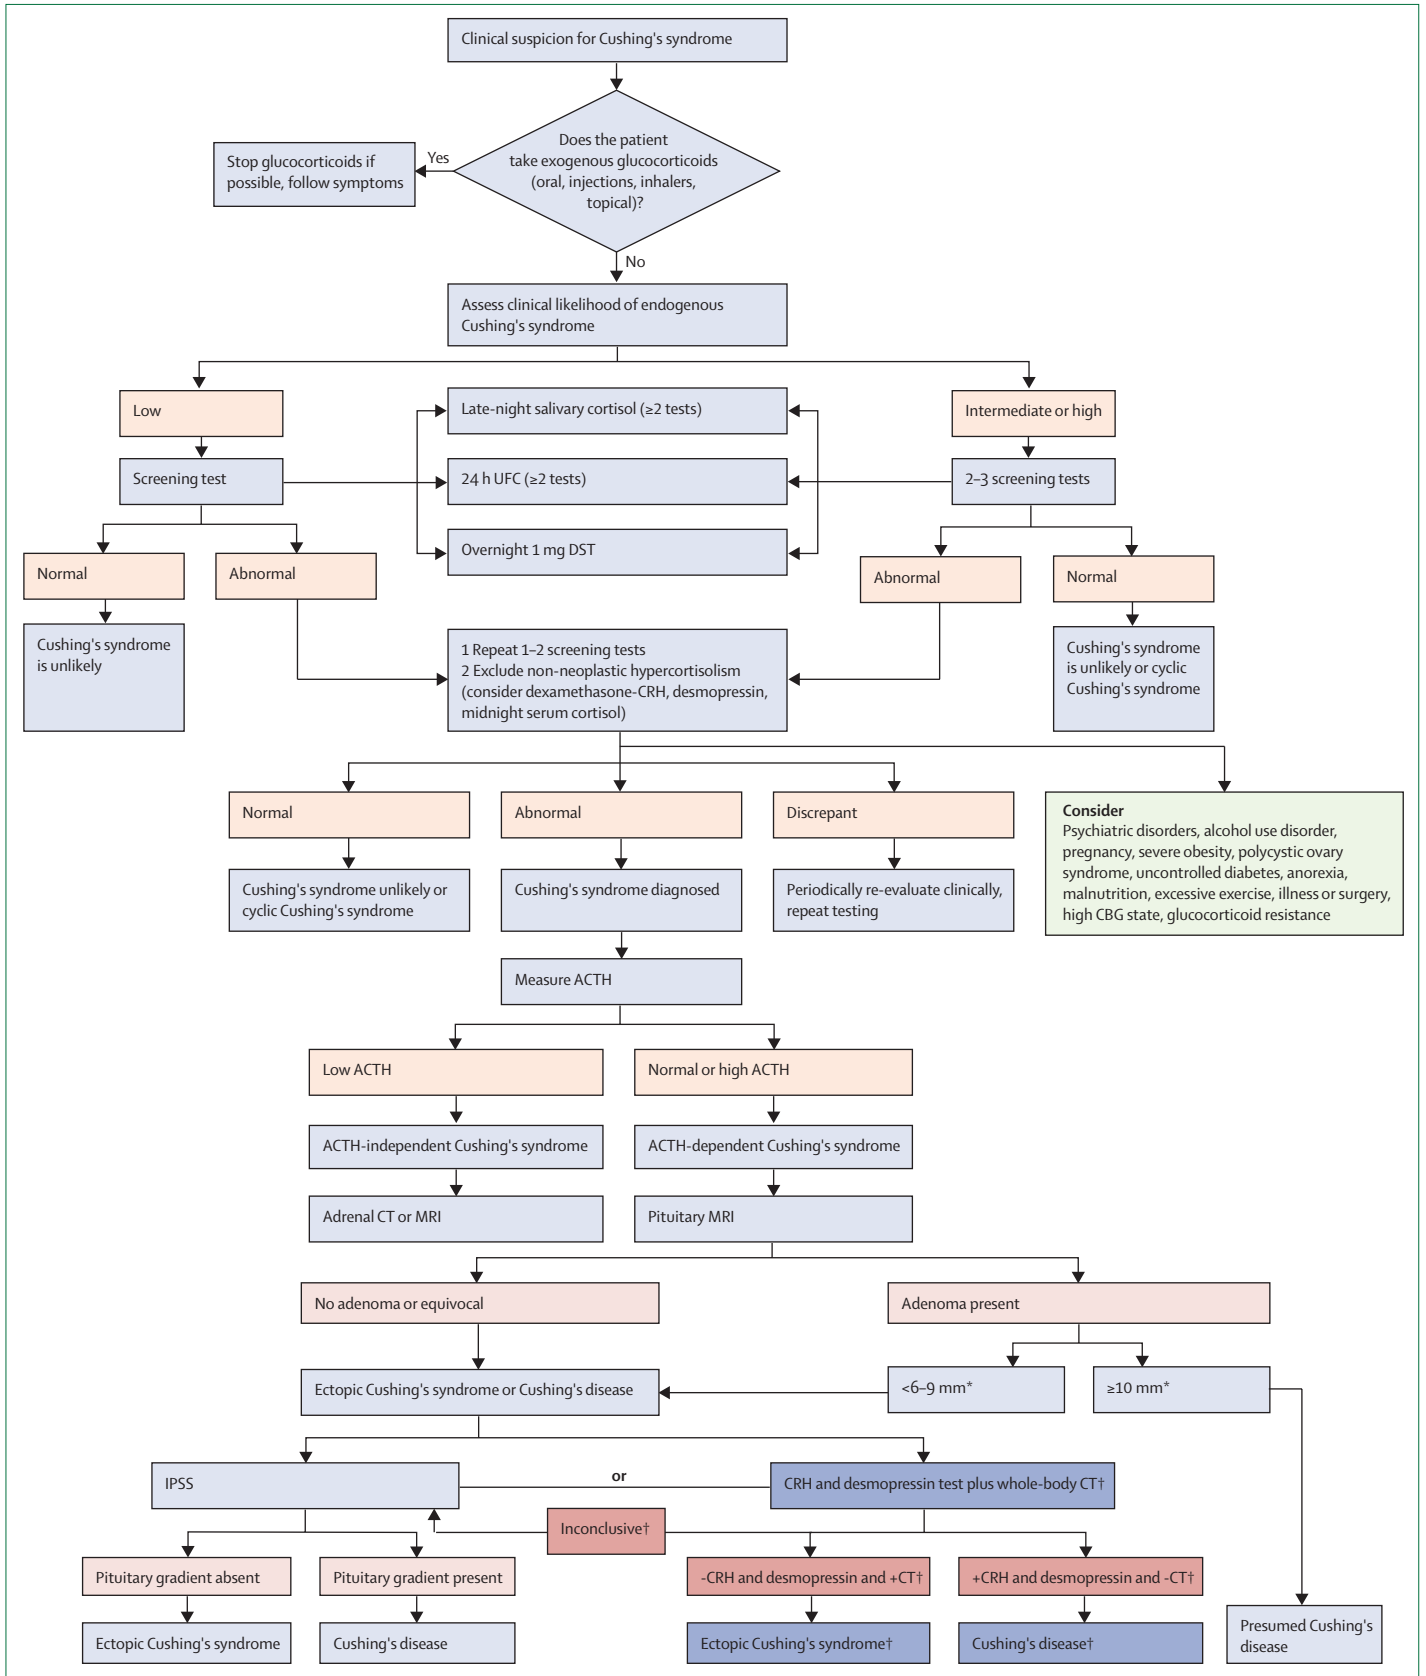 Clinical suspicion for Cushing's syndrome
Does the patient
take exogenous glucocorticoids
(oral, injections, inhalers,
topical)?
Yes
Stop glucocorticoids if
possible, follow symptoms
No
Assess clinical likelihood of endogenous
Cushing's syndrome
Low
Late-night salivary cortisol (≥2 tests)
Intermediate or high
Screening test
24 h UFC (≥2 tests)
2–3 screening tests
Overnight 1 mg DST
Normal
Abnormal
Abnormal
Normal
Cushing's syndrome
is unlikely
1 Repeat 1–2 screening tests
2 Exclude non-neoplastic hypercortisolism
(consider dexamethasone-CRH, desmopressin,
midnight serum cortisol)
Cushing's syndrome
is unlikely or cyclic
Cushing's syndrome
Normal
Abnormal
Discrepant
Consider
Psychiatric disorders, alcohol use disorder,
pregnancy, severe obesity, polycystic ovary
syndrome, uncontrolled diabetes, anorexia,
malnutrition, excessive exercise, illness or surgery,
high CBG state, glucocorticoid resistance
Cushing's syndrome unlikely or
cyclic Cushing's syndrome
Cushing's syndrome diagnosed
Periodically re-evaluate clinically,
repeat testing
Measure ACTH
Low ACTH
Normal or high ACTH
ACTH-independent Cushing's syndrome
ACTH-dependent Cushing's syndrome
Adrenal CT or MRI
Pituitary MRI
No adenoma or equivocal
Adenoma present
Ectopic Cushing's syndrome or Cushing's disease
<6–9 mm*
≥10 mm*
IPSS
or
CRH and desmopressin test plus whole-body CT†
Inconclusive†
Pituitary gradient absent
Pituitary gradient present
-CRH and desmopressin and +CT†
+CRH and desmopressin and -CT†
Ectopic Cushing's syndrome
Cushing's disease
Ectopic Cushing's syndrome†
Cushing's disease†
Presumed Cushing's
disease